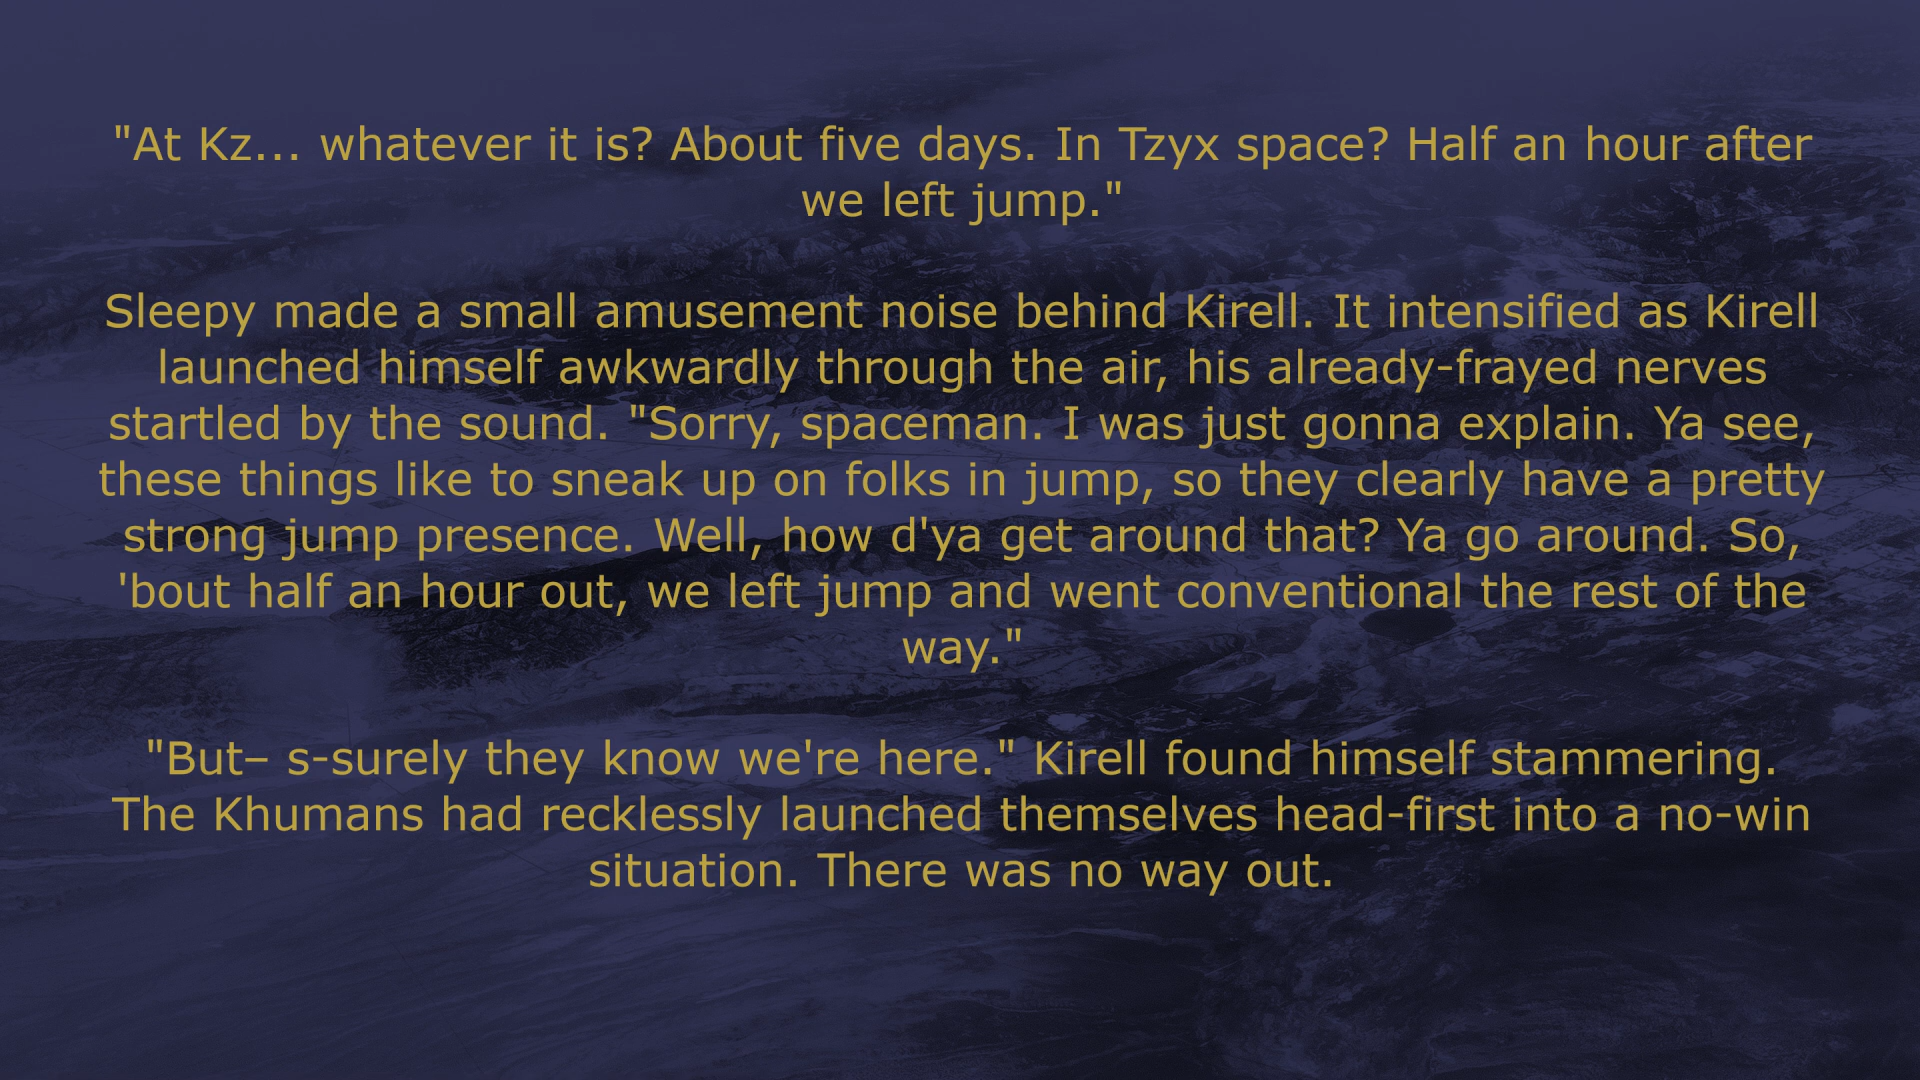 "At Kz... whatever it is? About five days. In Tzyx space? Half an hour after
we left jump."
Sleepy made a small amusement noise behind Kirell. It intensified as Kirell
launched himself awkwardly through the air, his already-frayed nerves
startled by the sound. "Sorry, spaceman. I was just gonna explain. Ya see,
these things like to sneak up on folks in jump, so they clearly have a pretty
strong jump presence. Well, how d'ya get around that? Ya go around. So,
'bout half an hour out, we left jump and went conventional the rest of the
way."
"But– s-surely they know we're here." Kirell found himself stammering.
The Khumans had recklessly launched themselves head-first into a no-win
situation. There was no way out.